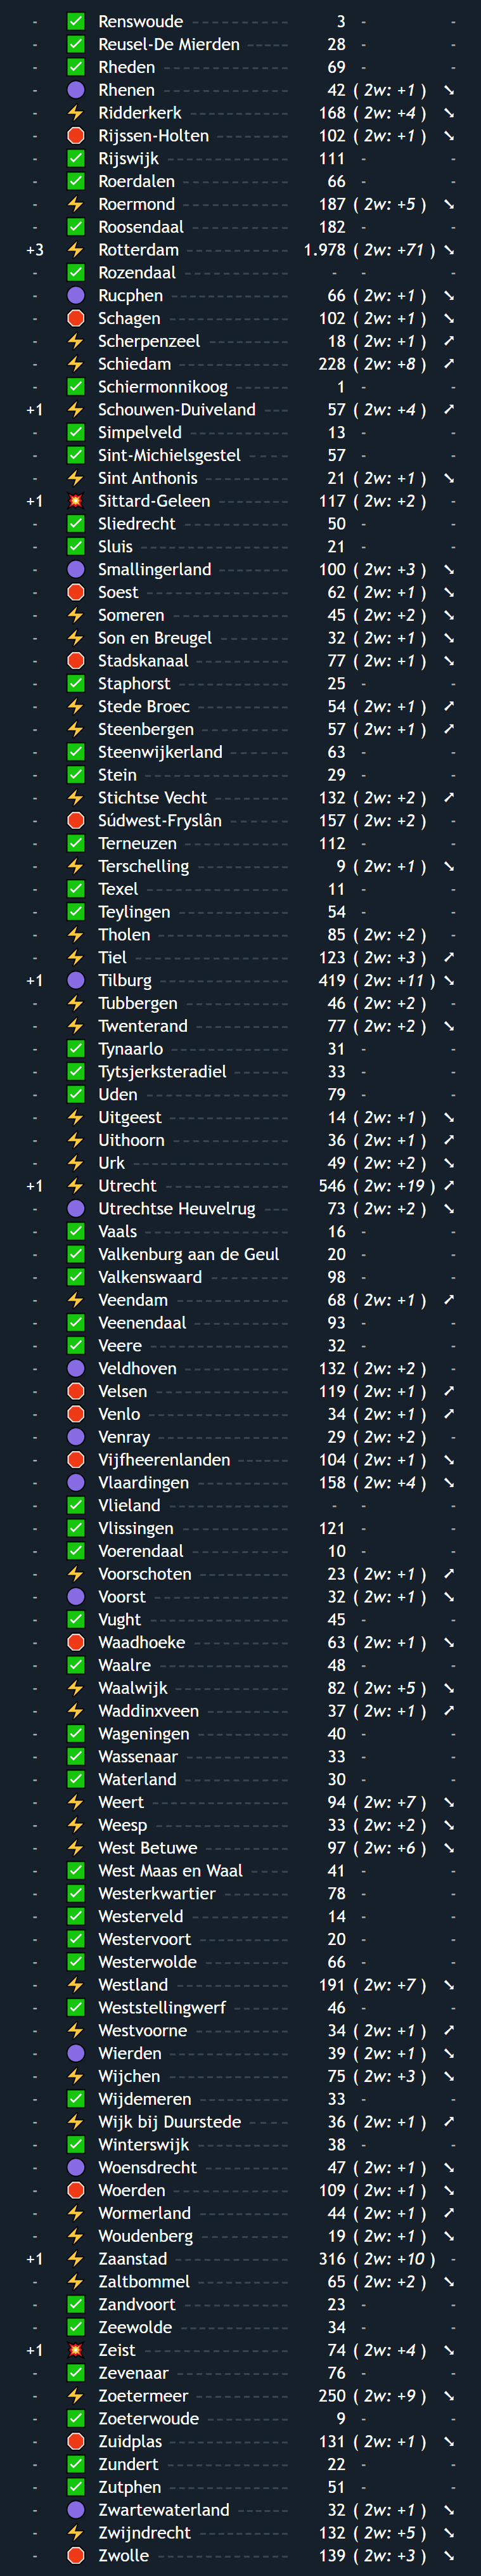 - ✅ Renswoude ------ 3 - -
- ✅ Reusel-De Mierden ------ 28 - -
- ✅ Rheden ------ 69 - -
- 🟣 Rhenen ------ 42 ( 2w: +1 ) ➘
- ⚡ Ridderkerk ------ 168 ( 2w: +4 ) ➘
- 🛑 Rijssen-Holten ------ 102 ( 2w: +1 ) ➘
- ✅ Rijswijk ------ 111 - -
- ✅ Roerdalen ------ 66 - -
- ⚡ Roermond ------ 187 ( 2w: +5 ) ➘
- ✅ Roosendaal ------ 182 - -
+3 ⚡ Rotterdam ------ 1.978 ( 2w: +71 ) ➘
- ✅ Rozendaal ------ - - -
- 🟣 Rucphen ------ 66 ( 2w: +1 ) ➘
- 🛑 Schagen ------ 102 ( 2w: +1 ) ➘
- ⚡ Scherpenzeel ------ 18 ( 2w: +1 ) ➚
- ⚡ Schiedam ------ 228 ( 2w: +8 ) ➚
- ✅ Schiermonnikoog ------ 1 - -
+1 ⚡ Schouwen-Duiveland ---- 57 ( 2w: +4 ) ➚
- ✅ Simpelveld ------ 13 - -
- ✅ Sint-Michielsgestel ------ 57 - -
- ⚡ Sint Anthonis ------ 21 ( 2w: +1 ) ➘
+1 💥 Sittard-Geleen ------ 117 ( 2w: +2 ) -
- ✅ Sliedrecht ------ 50 - -
- ✅ Sluis ------ 21 - -
- 🟣 Smallingerland ------ 100 ( 2w: +3 ) ➘
- 🛑 Soest ------ 62 ( 2w: +1 ) ➘
- ⚡ Someren ------ 45 ( 2w: +2 ) ➘
- ⚡ Son en Breugel ------ 32 ( 2w: +1 ) ➘
- 🛑 Stadskanaal ------ 77 ( 2w: +1 ) ➘
- ✅ Staphorst ------ 25 - -
- ⚡ Stede Broec ------ 54 ( 2w: +1 ) ➚
- ⚡ Steenbergen ------ 57 ( 2w: +1 ) ➚
- ✅ Steenwijkerland ------ 63 - -
- ✅ Stein ------ 29 - -
- ⚡ Stichtse Vecht ------ 132 ( 2w: +2 ) ➚
- 🛑 Súdwest-Fryslân ------ 157 ( 2w: +2 ) -
- ✅ Terneuzen ------ 112 - -
- ⚡ Terschelling ------ 9 ( 2w: +1 ) ➘
- ✅ Texel ------ 11 - -
- ✅ Teylingen ------ 54 - -
- ⚡ Tholen ------ 85 ( 2w: +2 ) -
- ⚡ Tiel ------ 123 ( 2w: +3 ) ➚
+1 🟣 Tilburg ------ 419 ( 2w: +11 ) ➘
- ⚡ Tubbergen ------ 46 ( 2w: +2 ) -
- ⚡ Twenterand ------ 77 ( 2w: +2 ) ➘
- ✅ Tynaarlo ------ 31 - -
- ✅ Tytsjerksteradiel ------ 33 - -
- ✅ Uden ------ 79 - -
- ⚡ Uitgeest ------ 14 ( 2w: +1 ) ➘
- ⚡ Uithoorn ------ 36 ( 2w: +1 ) ➚
- ⚡ Urk ------ 49 ( 2w: +2 ) ➘
+1 ⚡ Utrecht ------ 546 ( 2w: +19 ) ➚
- 🟣 Utrechtse Heuvelrug ---- 73 ( 2w: +2 ) ➘
- ✅ Vaals ------ 16 - -
- ✅ Valkenburg aan de Geul 20 - -
- ✅ Valkenswaard ------ 98 - -
- ⚡ Veendam ------ 68 ( 2w: +1 ) ➚
- ✅ Veenendaal ------ 93 - -
- ✅ Veere ------ 32 - -
- 🟣 Veldhoven ------ 132 ( 2w: +2 ) -
- 🛑 Velsen ------ 119 ( 2w: +1 ) ➚
- 🛑 Venlo ------ 34 ( 2w: +1 ) ➚
- 🟣 Venray ------ 29 ( 2w: +2 ) -
- 🛑 Vijfheerenlanden ------ 104 ( 2w: +1 ) ➘
- 🟣 Vlaardingen ------ 158 ( 2w: +4 ) ➘
- ✅ Vlieland ------ - - -
- ✅ Vlissingen ------ 121 - -
- ✅ Voerendaal ------ 10 - -
- ⚡ Voorschoten ------ 23 ( 2w: +1 ) ➚
- 🟣 Voorst ------ 32 ( 2w: +1 ) ➘
- ✅ Vught ------ 45 - -
- 🛑 Waadhoeke ------ 63 ( 2w: +1 ) ➘
- ✅ Waalre ------ 48 - -
- ⚡ Waalwijk ------ 82 ( 2w: +5 ) ➘
- ⚡ Waddinxveen ------ 37 ( 2w: +1 ) ➚
- ✅ Wageningen ------ 40 - -
- ✅ Wassenaar ------ 33 - -
- ✅ Waterland ------ 30 - -
- ⚡ Weert ------ 94 ( 2w: +7 ) ➘
- ⚡ Weesp ------ 33 ( 2w: +2 ) ➘
- ⚡ West Betuwe ------ 97 ( 2w: +6 ) ➘
- ✅ West Maas en Waal ------ 41 - -
- ✅ Westerkwartier ------ 78 - -
- ✅ Westerveld ------ 14 - -
- ✅ Westervoort ------ 20 - -
- ✅ Westerwolde ------ 66 - -
- ⚡ Westland ------ 191 ( 2w: +7 ) ➘
- ✅ Weststellingwerf ------ 46 - -
- ⚡ Westvoorne ------ 34 ( 2w: +1 ) ➚
- 🟣 Wierden ------ 39 ( 2w: +1 ) ➘
- ⚡ Wijchen ------ 75 ( 2w: +3 ) ➘
- ✅ Wijdemeren ------ 33 - -
- ⚡ Wijk bij Duurstede ---- 36 ( 2w: +1 ) ➚
- ✅ Winterswijk ------ 38 - -
- 🟣 Woensdrecht ------ 47 ( 2w: +1 ) ➘
- 🛑 Woerden ------ 109 ( 2w: +1 ) ➘
- ⚡ Wormerland ------ 44 ( 2w: +1 ) ➚
- ⚡ Woudenberg ------ 19 ( 2w: +1 ) ➘
+1 ⚡ Zaanstad ------ 316 ( 2w: +10 ) -
- ⚡ Zaltbommel ------ 65 ( 2w: +2 ) ➘
- ✅ Zandvoort ------ 23 - -
- ✅ Zeewolde ------ 34 - -
+1 💥 Zeist ------ 74 ( 2w: +4 ) ➘
- ✅ Zevenaar ------ 76 - -
- ⚡ Zoetermeer ------ 250 ( 2w: +9 ) ➘
- ✅ Zoeterwoude ------ 9 - -
- 🛑 Zuidplas ------ 131 ( 2w: +1 ) ➘
- ✅ Zundert ------ 22 - -
- ✅ Zutphen ------ 51 - -
- 🟣 Zwartewaterland ------ 32 ( 2w: +1 ) ➘
- ⚡ Zwijndrecht ------ 132 ( 2w: +5 ) ➘
- 🛑 Zwolle ------ 139 ( 2w: +3 ) ➘